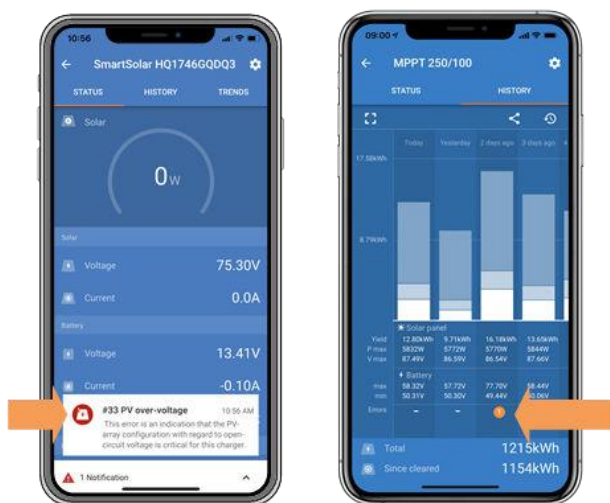 10:56
SmartSolar HQ1746GQDQ3
STATUS HISTORY TRENDS
Solar
0W
Solar
Voltage 75.30V
Current 0.0A
Battery
Voltage 13.41V
Current -0.10A
#33 PV over-voltage 10:56 AM
This error is an indication that the PV-
array configuration with regard to open-
circuit voltage is critical for this charger.
1 Notification
09:00
MPPT 250/100
STATUS HISTORY
Today Yesterday 2 days ago 3 days ago 4
17.58kWh
8.79kWh
Solar panel
Yield 12.80kWh 9.71kWh 16.18kWh 13.65kWh
P max 5832W 5772W 5770W 5844W
V max 87.49V 86.59V 86.54V 87.66V
Battery
max 58.32V 57.72V 77.70V 58.44V
min 50.31V 50.30V 49.44V
Errors – – 1
Total 1215kWh
Since cleared 1154kWh